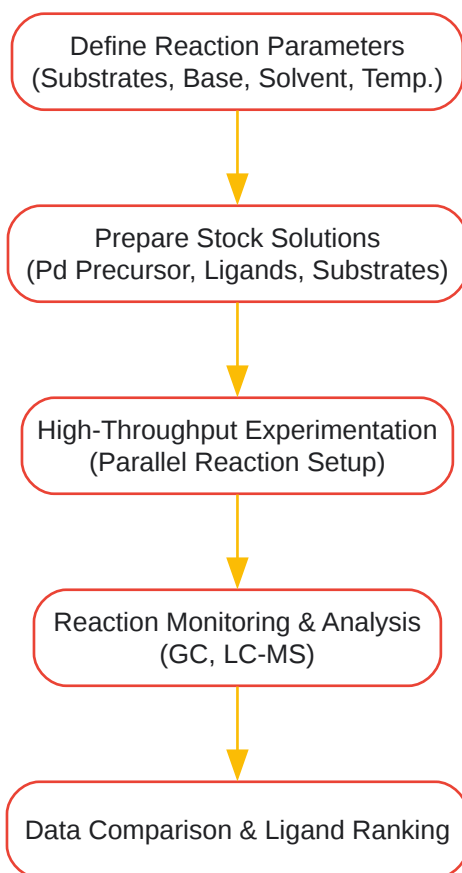 Define Reaction Parameters
(Substrates, Base, Solvent, Temp.)
Prepare Stock Solutions
(Pd Precursor, Ligands, Substrates)
High-Throughput Experimentation
(Parallel Reaction Setup)
Reaction Monitoring & Analysis
(GC, LC-MS)
Data Comparison & Ligand Ranking